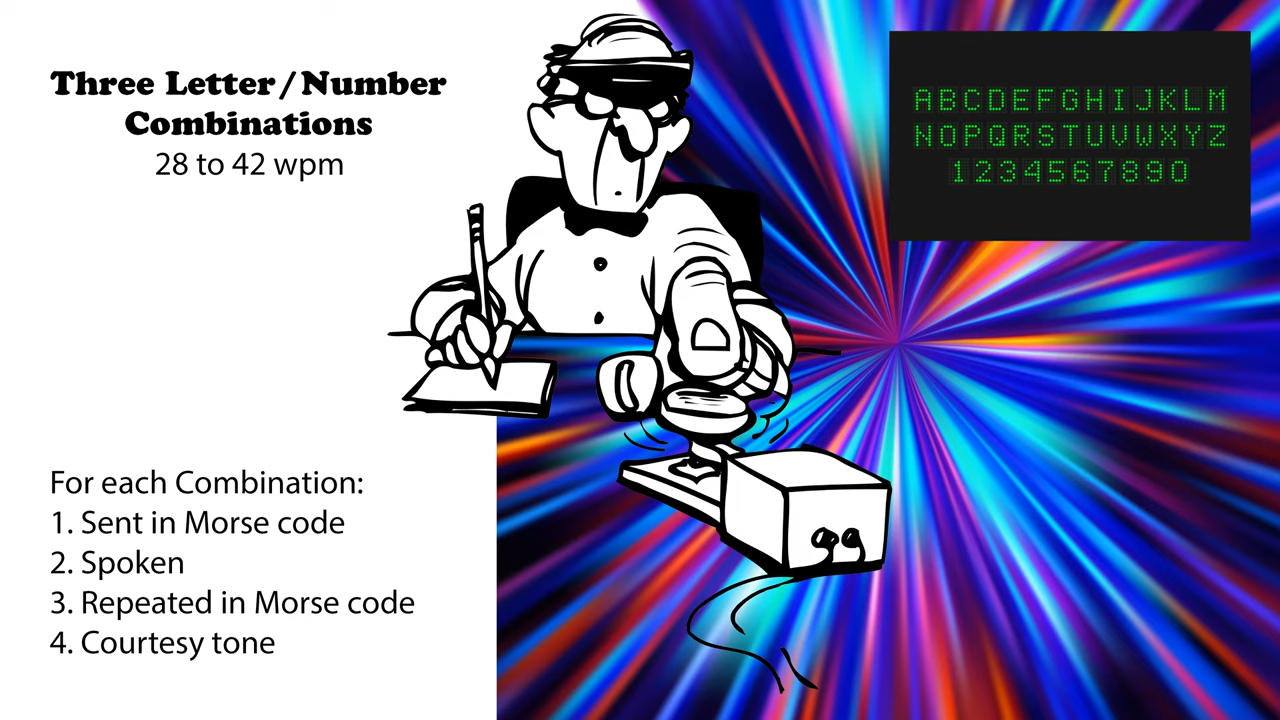 Three Letter/Number
Combinations
28 to 42 wpm
ABCDEFGHIJKLM
NOPQRSTUVWXYZ
1234567890
For each Combination:
1. Sent in Morse code
2. Spoken
3. Repeated in Morse code
4. Courtesy tone